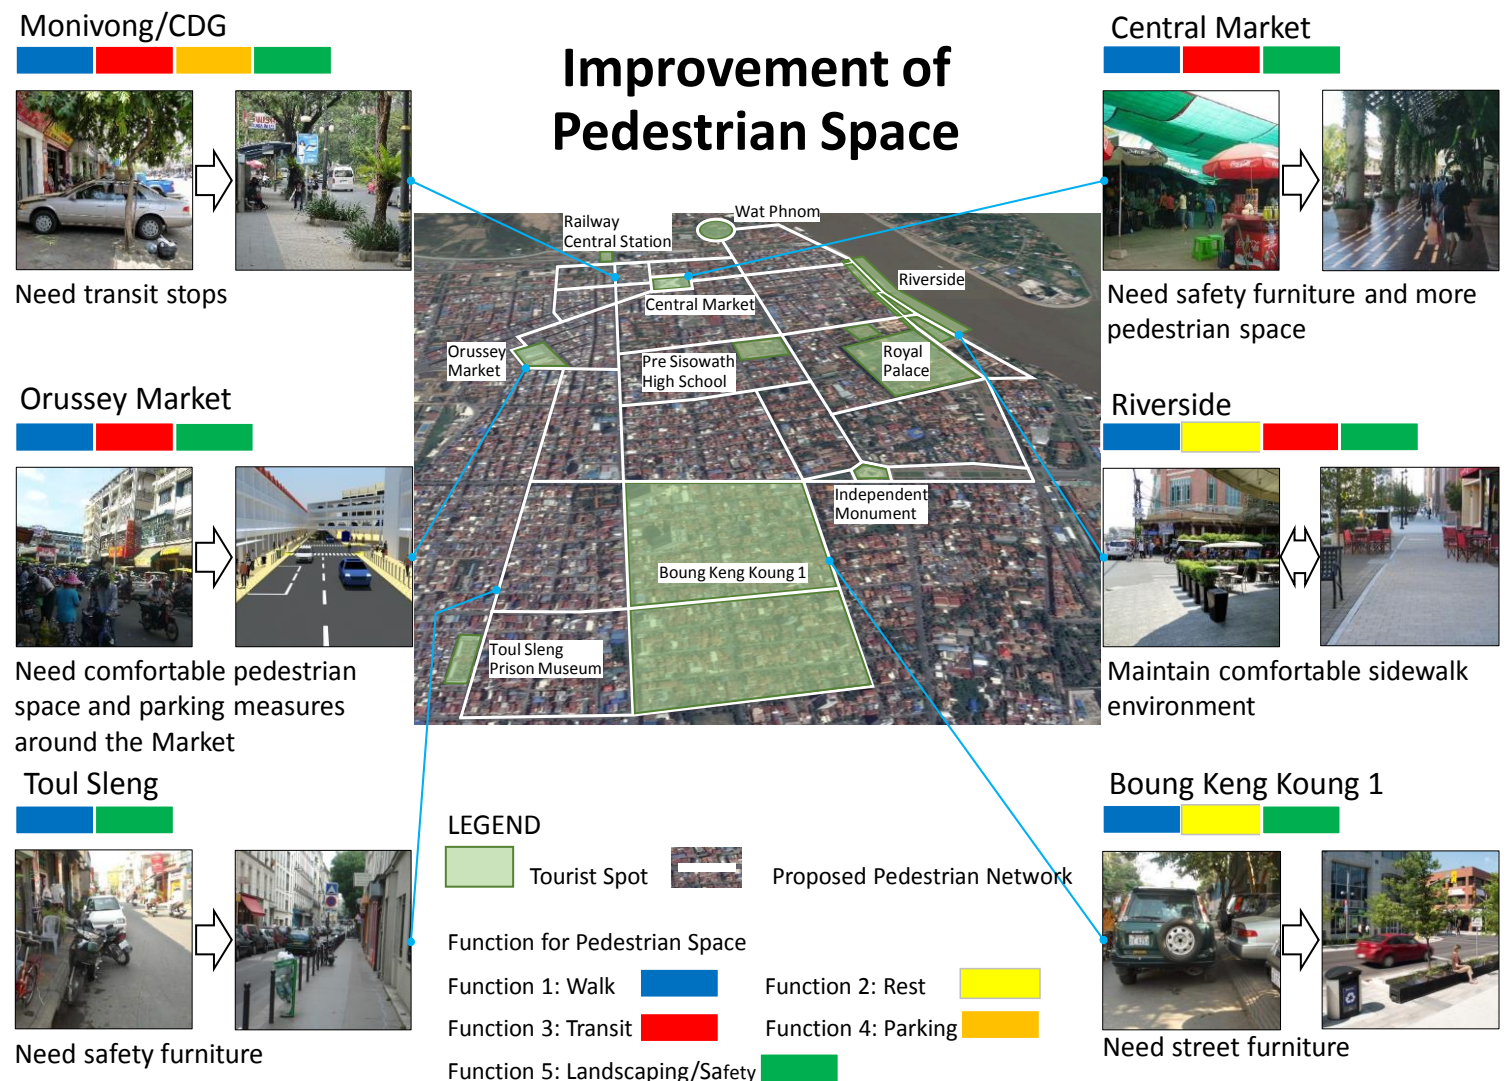 Improvement of
Pedestrian Space
Monivong/CDG
Need transit stops
Orussey Market
Need comfortable pedestrian
space and parking measures
around the Market
Toul Sleng
Need safety furniture
Central Market
Need safety furniture and more
pedestrian space
Riverside
Maintain comfortable sidewalk
environment
Boung Keng Koung 1
Need street furniture
Wat Phnom
Railway
Central Station
Riverside
Central Market
Orussey
Market
Pre Sisowath
High School
Royal
Palace
Independent
Monument
Boung Keng Koung 1
Toul Sleng
Prison Museum
LEGEND
Tourist Spot
Proposed Pedestrian Network
Function for Pedestrian Space
Function 1: Walk
Function 2: Rest
Function 3: Transit
Function 4: Parking
Function 5: Landscaping/Safety
Coca-Cola